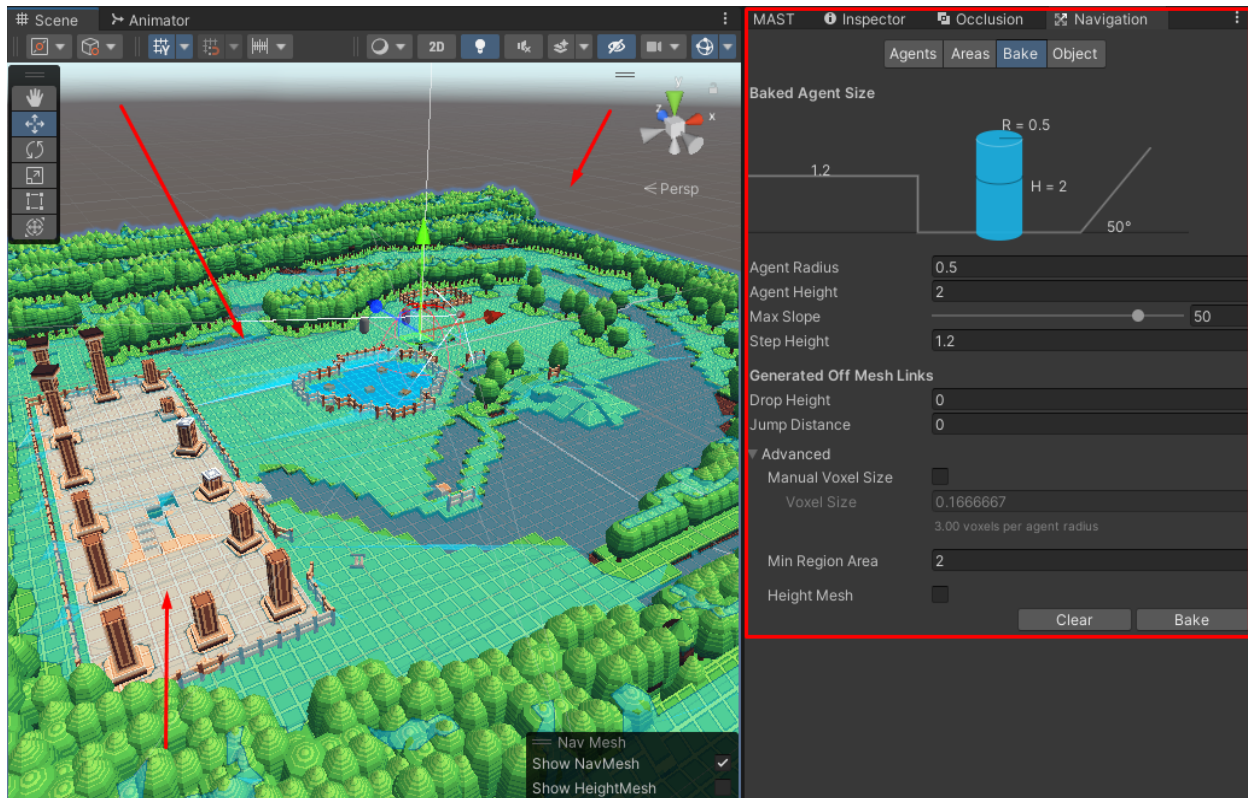 Scene Animator
2D
Y
z
x
Persp
Nav Mesh
Show NavMesh
Show HeightMesh
MAST Inspector Occlusion Navigation
Agents Areas Bake Object
Baked Agent Size
R = 0.5
1.2
H = 2
50°
Agent Radius 0.5
Agent Height 2
Max Slope 50
Step Height 1.2
Generated Off Mesh Links
Drop Height 0
Jump Distance 0
Advanced
Manual Voxel Size
Voxel Size 0.1666667
3.00 voxels per agent radius
Min Region Area 2
Height Mesh
Clear Bake